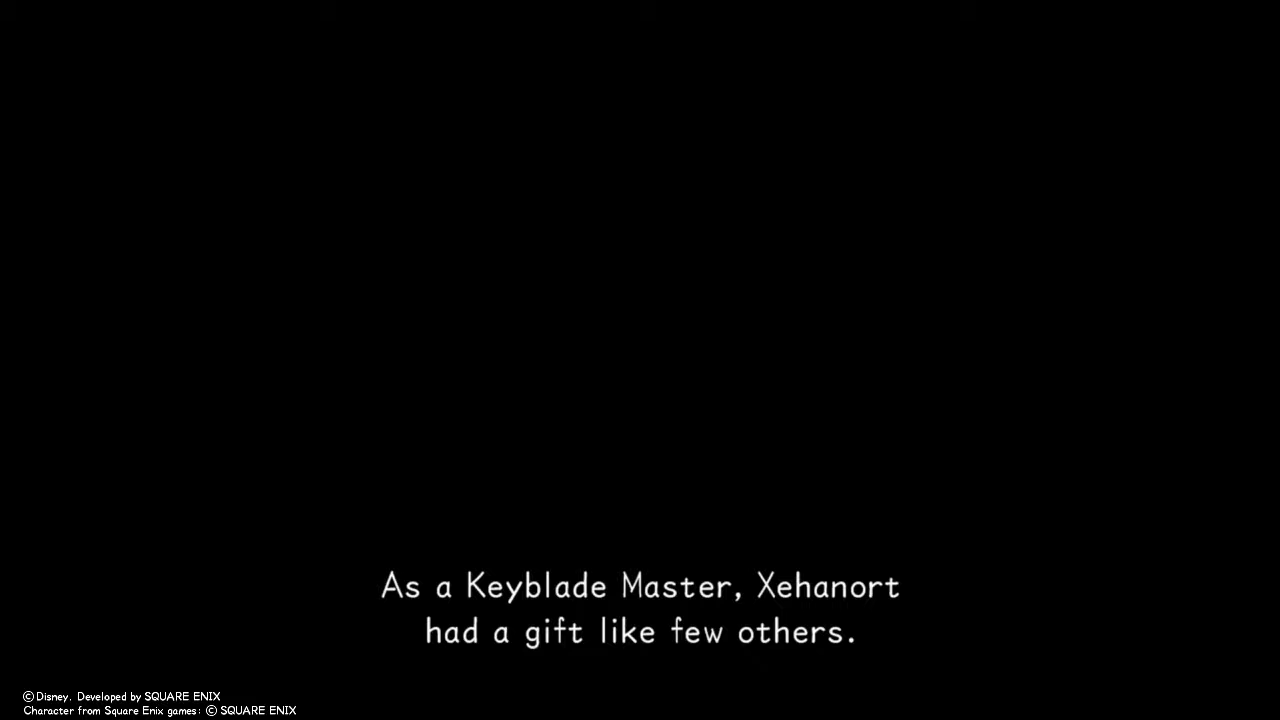 As a Keyblade Master, Xehanort
had a gift like few others.
©Disney. Developed by SQUARE ENIX
Character from Square Enix games: © SQUARE ENIX